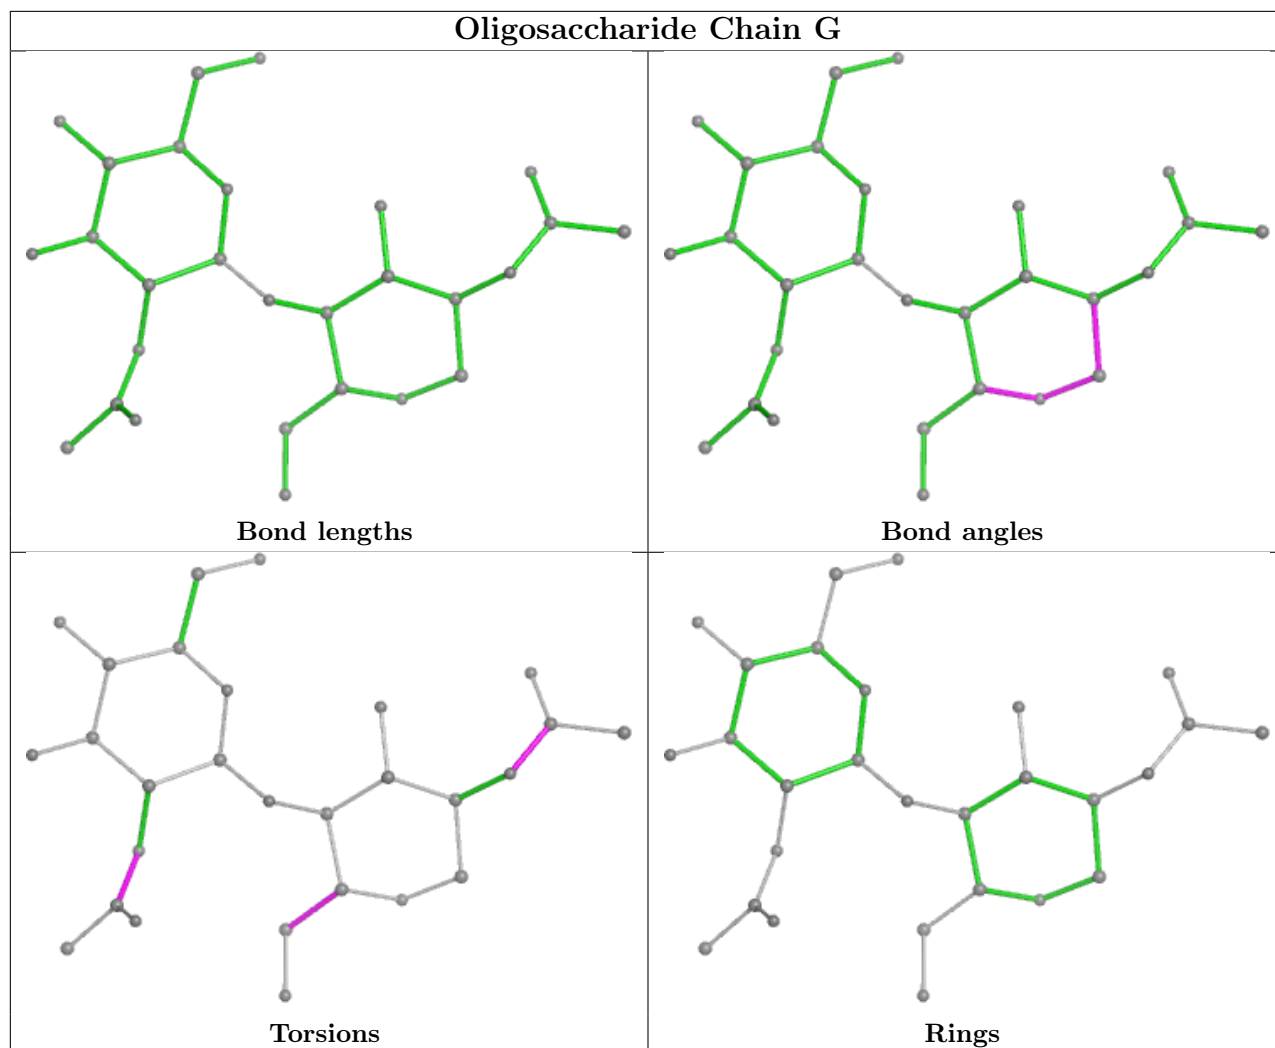 Oligosaccharide Chain G
Bond lengths
Bond angles
Torsions
Rings